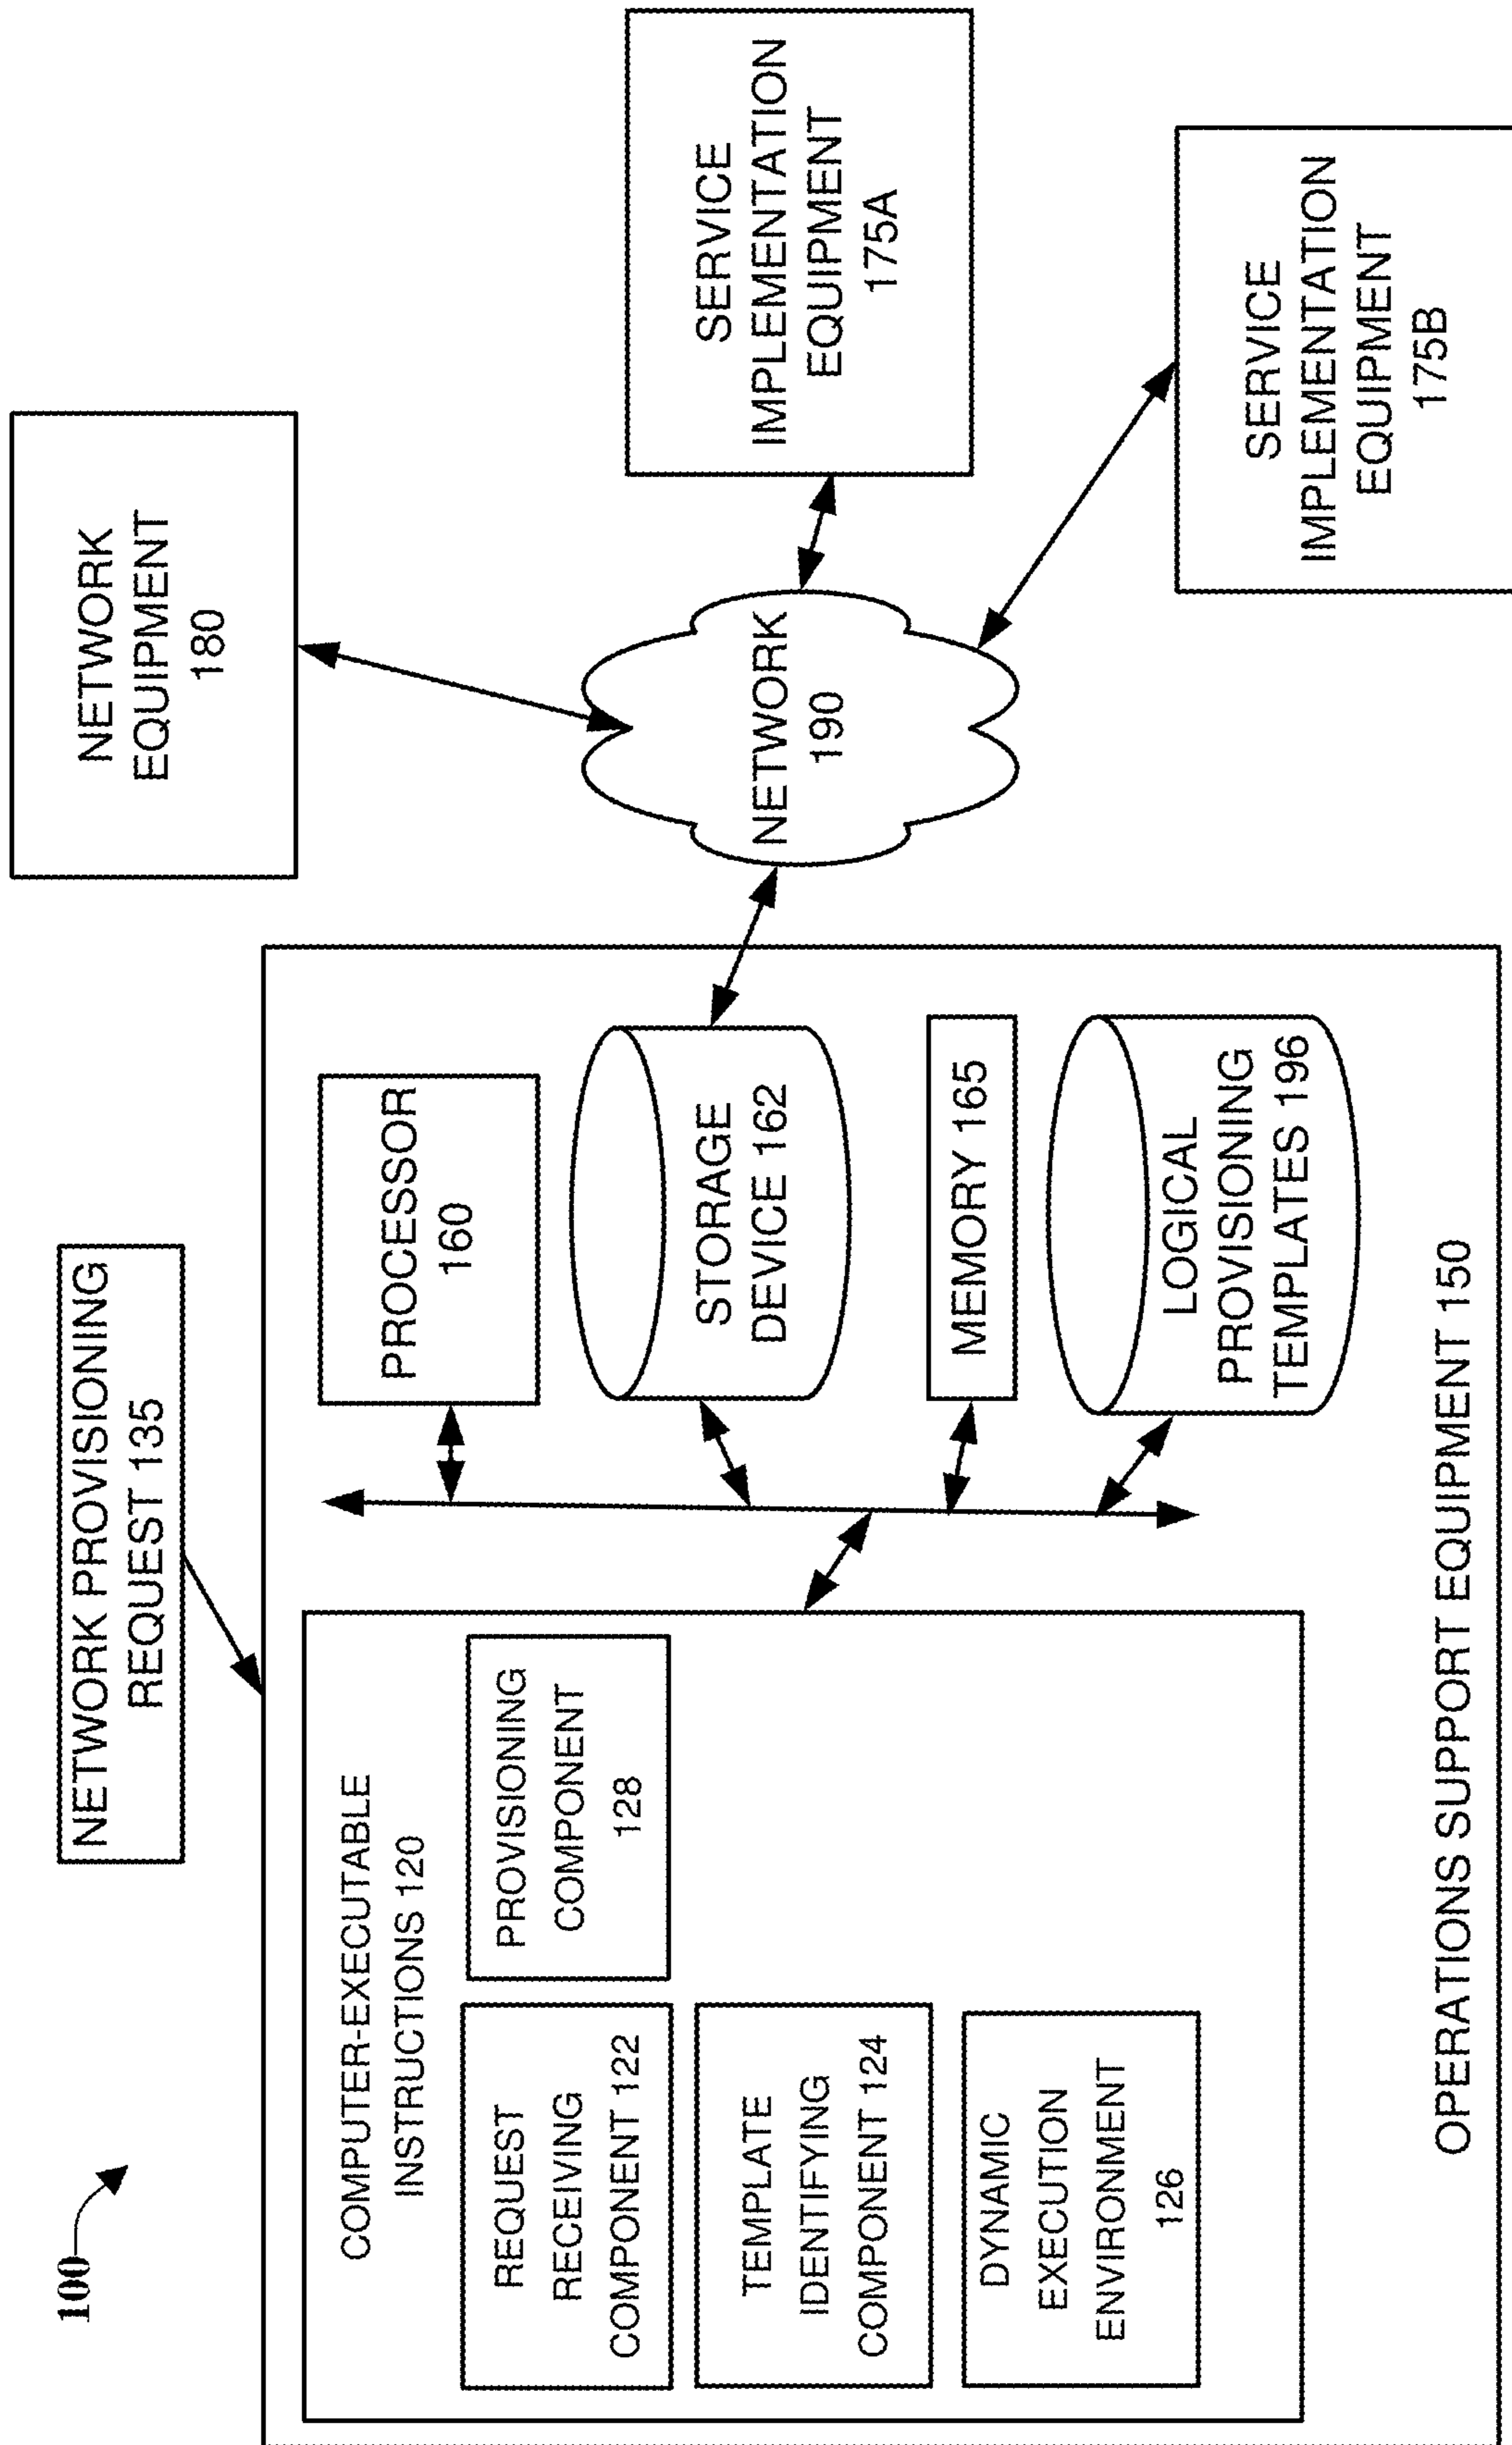 100
NETWORK PROVISIONING
REQUEST 135
NETWORK
EQUIPMENT
180
COMPUTER-EXECUTABLE
INSTRUCTIONS 120
REQUEST
RECEIVING
COMPONENT 122
PROVISIONING
COMPONENT
128
TEMPLATE
IDENTIFYING
COMPONENT 124
DYNAMIC
EXECUTION
ENVIRONMENT
126
PROCESSOR
160
STORAGE
DEVICE 162
MEMORY 165
LOGICAL
PROVISIONING
TEMPLATES 196
OPERATIONS SUPPORT EQUIPMENT 150
NETWORK
190
SERVICE
IMPLEMENTATION
EQUIPMENT
175A
SERVICE
IMPLEMENTATION
EQUIPMENT
175B